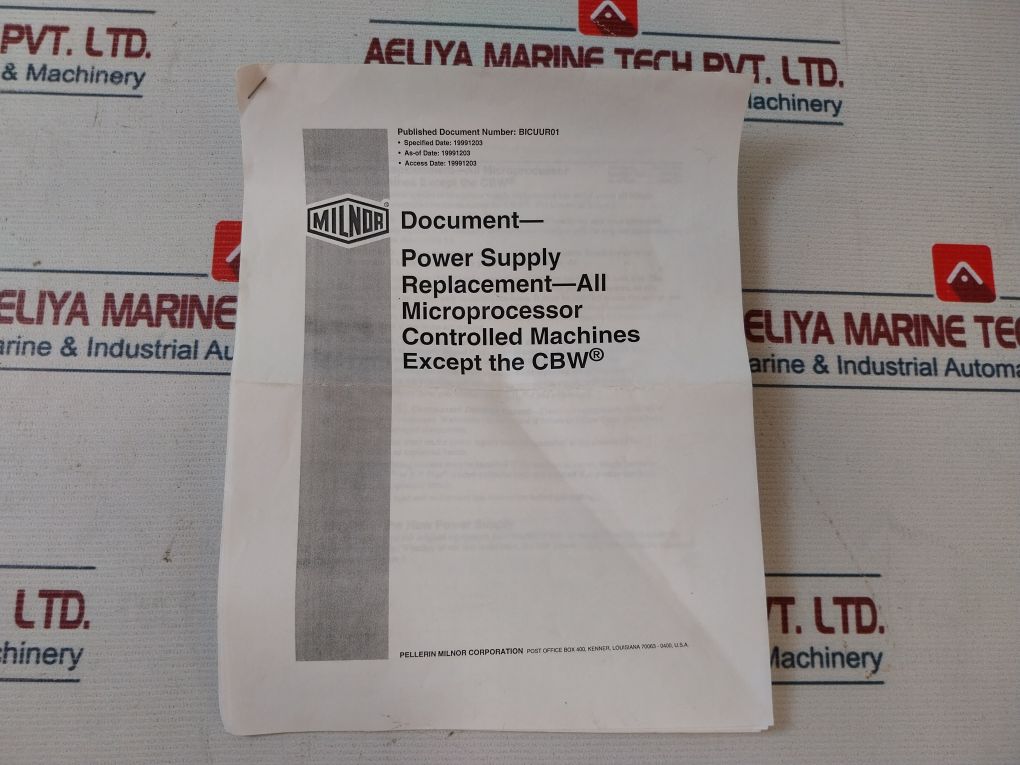 PVT. LTD.
& Machinery
AELIYA MARINE TECH PVT. LTD.
achinery
Published Document Number: BICUUR01
• Specified Date: 19991203
• As-of Date: 19991203
• Access Date: 19991203
MILNOR®
Document—
Power Supply
Replacement—All
Microprocessor
Controlled Machines
Except the CBW®
ELIYA MARINE
arine & Industrial Au
ELIYA MARINE TE
arine & Industrial Automa
PELLERIN MILNOR CORPORATION POST OFFICE BOX 400, KENNER, LOUISIANA 70063 - 0400, U.S.A.
LTD.
chinery
VT. LTD.
Machinery